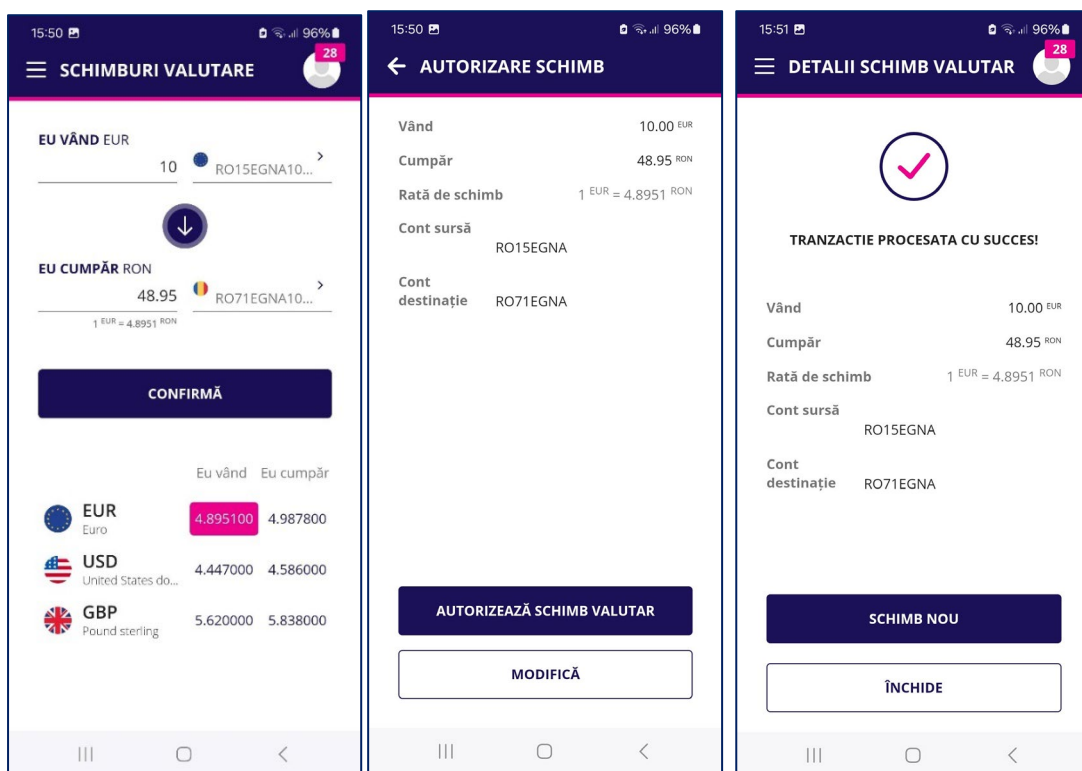 15:50
96%
28
SCHIMBURI VALUTARE
EU VÂND EUR
10 RO15EGNA10... >
EU CUMPĂR RON
48.95 RO71EGNA10... >
1 EUR = 4.8951 RON
CONFIRMĂ
Eu vând Eu cumpăr
EUR 4.895100 4.987800
Euro
USD 4.447000 4.586000
United States do...
GBP 5.620000 5.838000
Pound sterling
15:50
96%
AUTORIZARE SCHIMB
Vând 10.00 EUR
Cumpăr 48.95 RON
Rată de schimb 1 EUR = 4.8951 RON
Cont sursă
RO15EGNA
Cont
destinație RO71EGNA
AUTORIZEAZĂ SCHIMB VALUTAR
MODIFICĂ
15:51
96%
28
DETALII SCHIMB VALUTAR
TRANZACTIE PROCESATA CU SUCCES!
Vând 10.00 EUR
Cumpăr 48.95 RON
Rată de schimb 1 EUR = 4.8951 RON
Cont sursă
RO15EGNA
Cont
destinație RO71EGNA
SCHIMB NOU
ÎNCHIDE